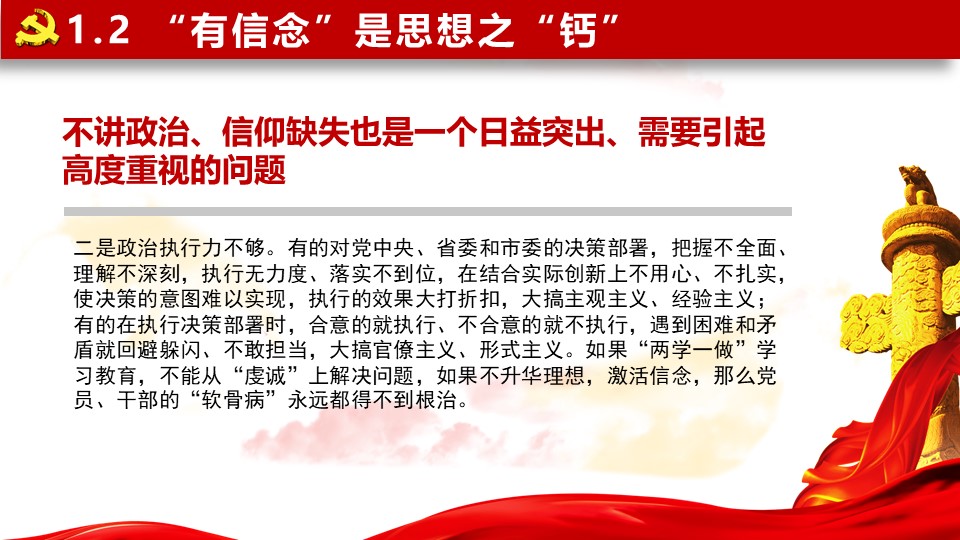 1.2 “有信念”是思想之“钙”
不讲政治、信仰缺失也是一个日益突出、需要引起
高度重视的问题
二是政治执行力不够。有的对党中央、省委和市委的决策部署，把握不全面、
理解不深刻，执行无力度、落实不到位，在结合实际创新上不用心、不扎实，
使决策的意图难以实现，执行的效果大打折扣，大搞主观主义、经验主义；
有的在执行决策部署时，合意的就执行、不合意的就不执行，遇到困难和矛
盾就回避躲闪、不敢担当，大搞官僚主义、形式主义。如果“两学一做”学
习教育，不能从“虔诚”上解决问题，如果不升华理想，激活信念，那么党
员、干部的“软骨病”永远都得不到根治。